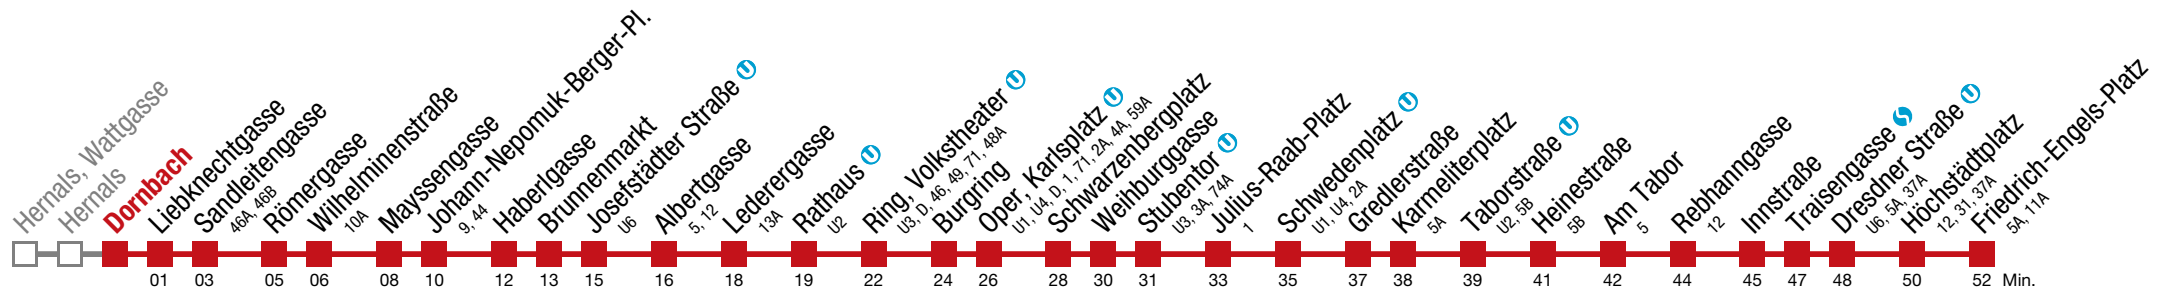 Hernals, Wattgasse
Hernals
Dornbach
Liebknechtgasse
Sandleitengasse
46A, 46B
Römergasse
Wilhelminenstraße
10A
Mayssengasse
Johann-Nepomuk-Berger-Pl.
9, 44
Haberlgasse
Brunnenmarkt
Josefstädter Straße
U6
Albertgasse
5, 12
Lederergasse
13A
Rathaus
U2
Ring, Volkstheater
U3, D, 46, 49, 71, 48A
Burgring
Oper, Karlsplatz
U1, U4, D, 1, 71, 2A, 4A, 59A
Schwarzenbergplatz
Weihburggasse
Stubentor
U3, 3A, 74A
Julius-Raab-Platz
1
Schwedenplatz
U1, U4, 2A
Gredlerstraße
Karmeliterplatz
5A
Taborstraße
U2, 5B
Heinestraße
5B
Am Tabor
5
Rebhanngasse
12
Innstraße
Traisengasse
Dresdner Straße
U6, 5A, 37A
Höchstädtplatz
12, 31, 37A
Friedrich-Engels-Platz
5A, 11A
01 03 05 06 08 10 12 13 15 16 18 19 22 24 26 28 30 31 33 35 37 38 39 41 42 44 45 47 48 50 52 Min.